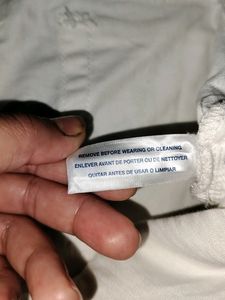 REMOVE BEFORE WEARING OR CLEANING
ENLEVER AVANT DE PORTER OU DE NETTOYER
QUITAR ANTES DE USAR O LIMPIAR